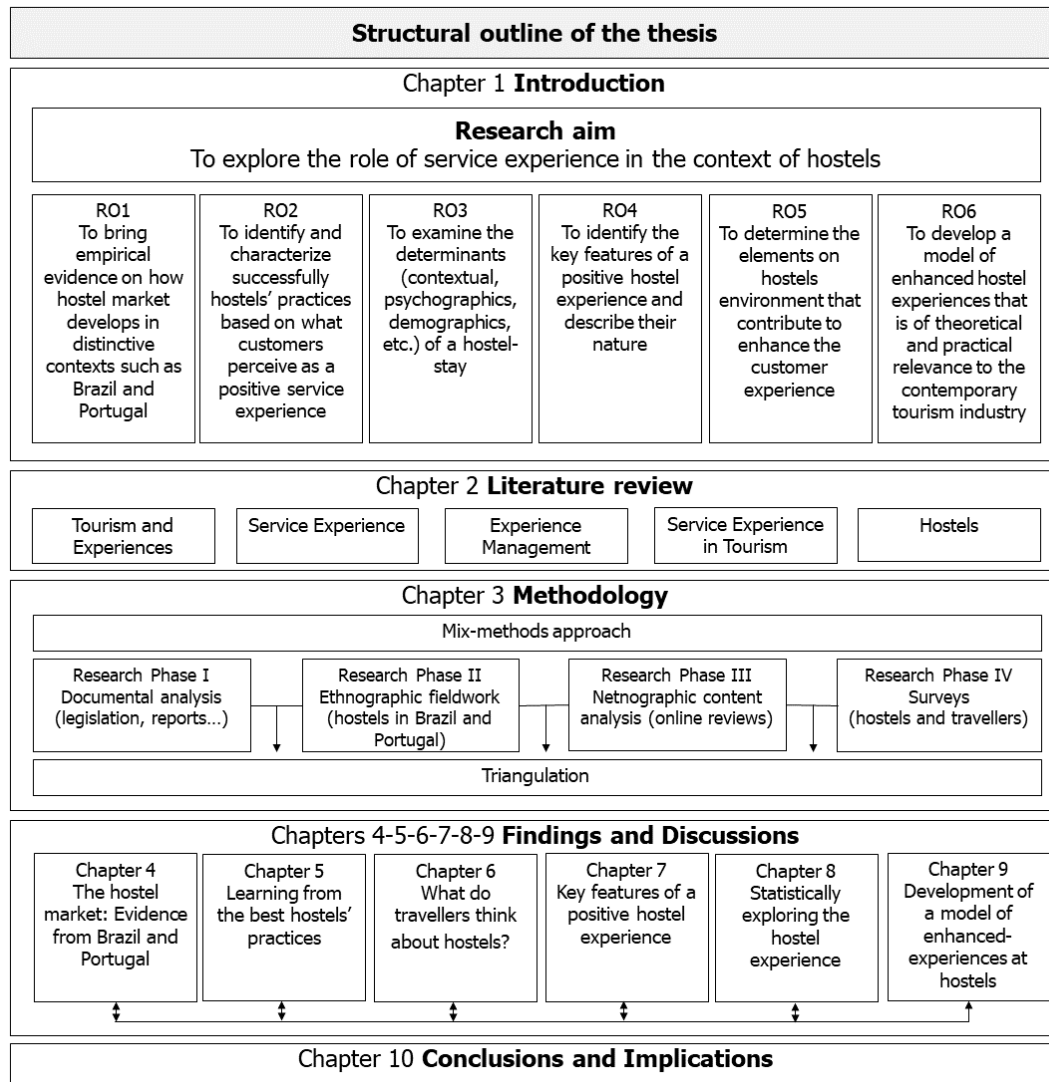 Structural outline of the thesis
Chapter 1 Introduction
Research aim
To explore the role of service experience in the context of hostels
RO1
To bring
empirical
evidence on how
hostel market
develops in
distinctive
contexts such as
Brazil and
Portugal
RO2
To identify and
characterize
successfully
hostels’ practices
based on what
customers
perceive as a
positive service
experience
RO3
To examine the
determinants
(contextual,
psychographics,
demographics,
etc.) of a hostel-
stay
RO4
To identify the
key features of a
positive hostel
experience and
describe their
nature
RO5
To determine the
elements on
hostels
environment that
contribute to
enhance the
customer
experience
RO6
To develop a
model of
enhanced hostel
experiences that
is of theoretical
and practical
relevance to the
contemporary
tourism industry
Chapter 2 Literature review
Tourism and
Experiences
Service Experience
Experience
Management
Service Experience
in Tourism
Hostels
Chapter 3 Methodology
Mix-methods approach
Research Phase I
Documental analysis
(legislation, reports...)
Research Phase II
Ethnographic fieldwork
(hostels in Brazil and
Portugal)
Research Phase III
Netnographic content
analysis (online reviews)
Research Phase IV
Surveys
(hostels and travellers)
Triangulation
Chapters 4-5-6-7-8-9 Findings and Discussions
Chapter 4
The hostel
market: Evidence
from Brazil and
Portugal
Chapter 5
Learning from
the best hostels’
practices
Chapter 6
What do
travellers think
about hostels?
Chapter 7
Key features of a
positive hostel
experience
Chapter 8
Statistically
exploring the
hostel
experience
Chapter 9
Development of
a model of
enhanced-
experiences at
hostels
Chapter 10 Conclusions and Implications